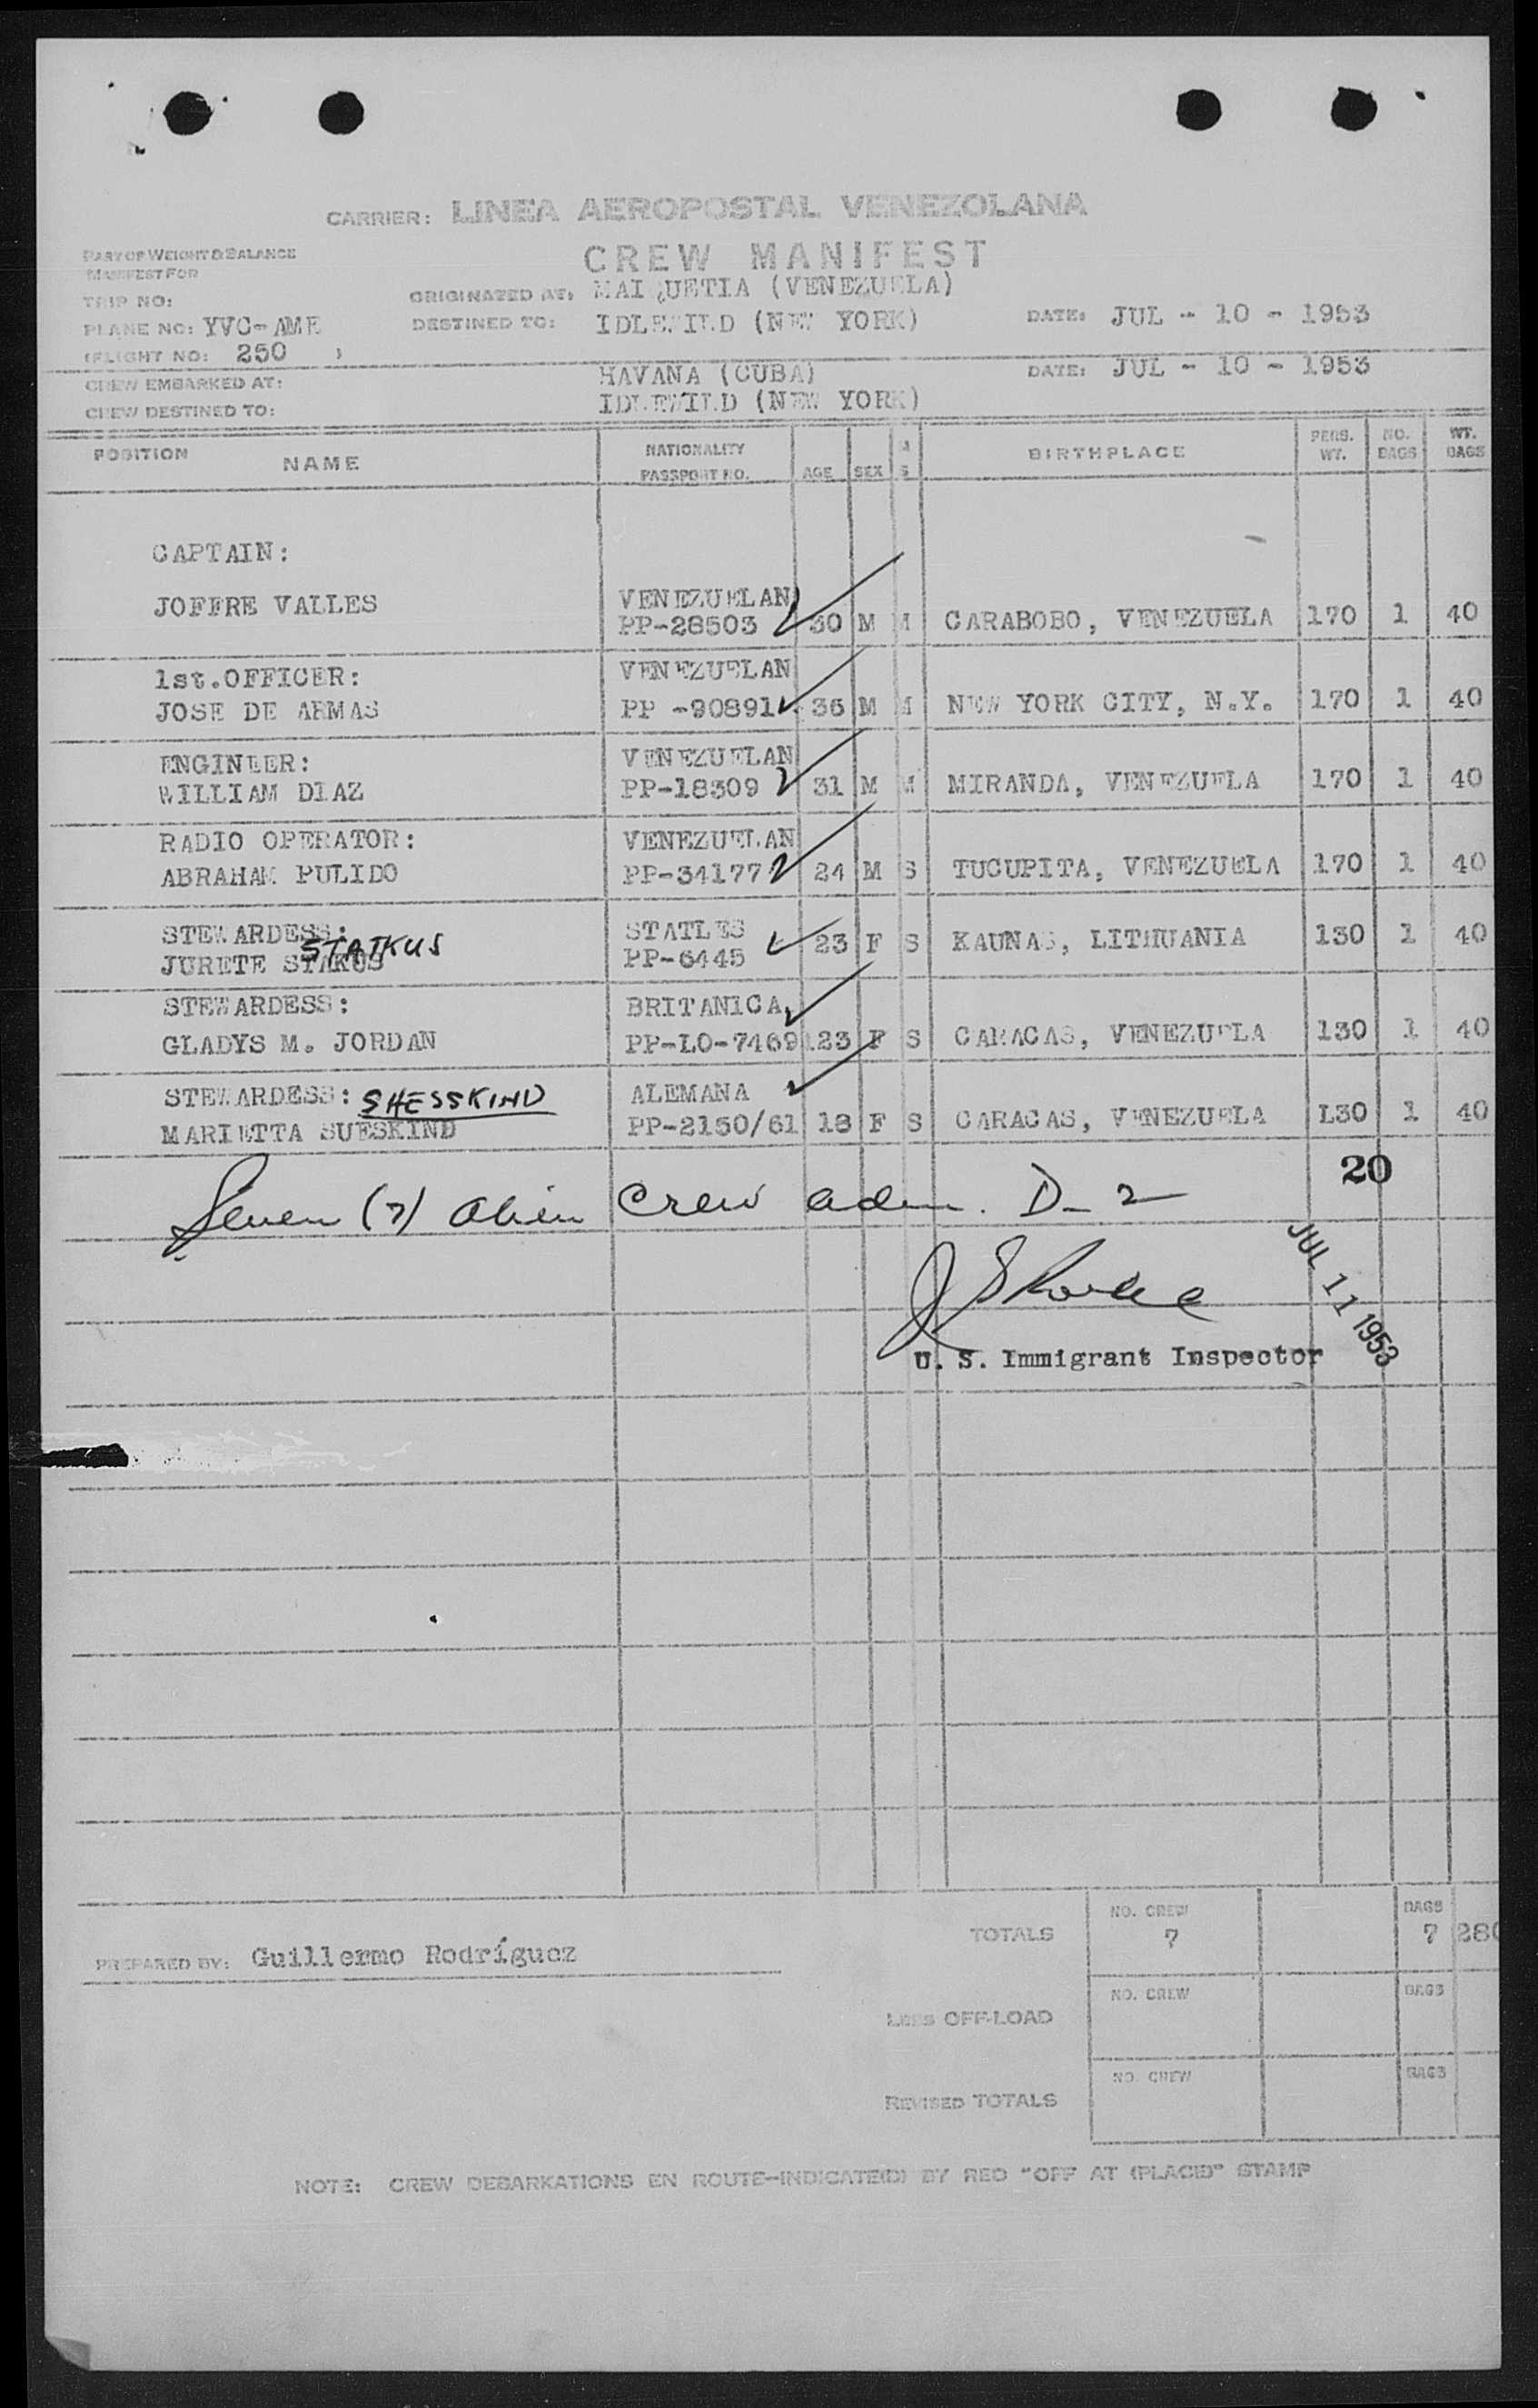 CARRIER: LINEA AEROPOSTAL VENEZOLANA
PART OF WEIGHT & BALANCE
MANIFEST FOR
CREW MANIFEST
TRIP NO:
ORIGINATED AT: MAIQUETIA (VENEZUELA)
PLANE NO: YVC-AME
DESTINED TO: IDLEWILD (NEW YORK) DATE: JUL - 10 - 1953
(FLIGHT NO: 250 )
CREW EMBARKED AT: HAVANA (CUBA) DATE: JUL - 10 - 1953
CREW DESTINED TO: IDLEWILD (NEW YORK)
POSITION NAME NATIONALITY PASSPORT NO. AGE SEX M S BIRTHPLACE PERS. WT. NO. BAGS WT. BAGS
CAPTAIN:
VENEZUELAN
JOFFRE VALLES PP-28503 30 M M CARABOBO, VENEZUELA 170 1 40
1st.OFFICER: VENEZUELAN
JOSE DE ARMAS PP -90891 36 M M NEW YORK CITY, N.Y. 170 1 40
ENGINEER: VENEZUELAN
WILLIAM DIAZ PP-18309 31 M M MIRANDA, VENEZUELA 170 1 40
RADIO OPERATOR: VENEZUELAN
ABRAHAM PULIDO PP-34177 24 M S TUCUPITA, VENEZUELA 170 1 40
STEWARDESS: STATLES
STATKUS
JURETE STAKUS PP-6445 23 F S KAUNAS, LITHUANIA 130 1 40
STEWARDESS: BRITANICA
GLADYS M. JORDAN PP-LO-7469 23 F S CARACAS, VENEZUELA 130 1 40
STEWARDESS: SHESSKIND ALEMANA
MARIETTA SUESKIND PP-2150/61 18 F S CARACAS, VENEZUELA L30 1 40
20
Seven (7) alien crew adm. D-2
JUL 11 1953
U. S. Immigrant Inspector
TOTALS NO. CREW 7 BAGS 7 280
PREPARED BY: Guillermo Rodríguez
LESS OFF-LOAD NO. CREW BAGS
REVISED TOTALS NO. CREW BAGS
NOTE: CREW DEBARKATIONS EN ROUTE-INDICATE(D) BY RED "OFF AT (PLACE)" STAMP